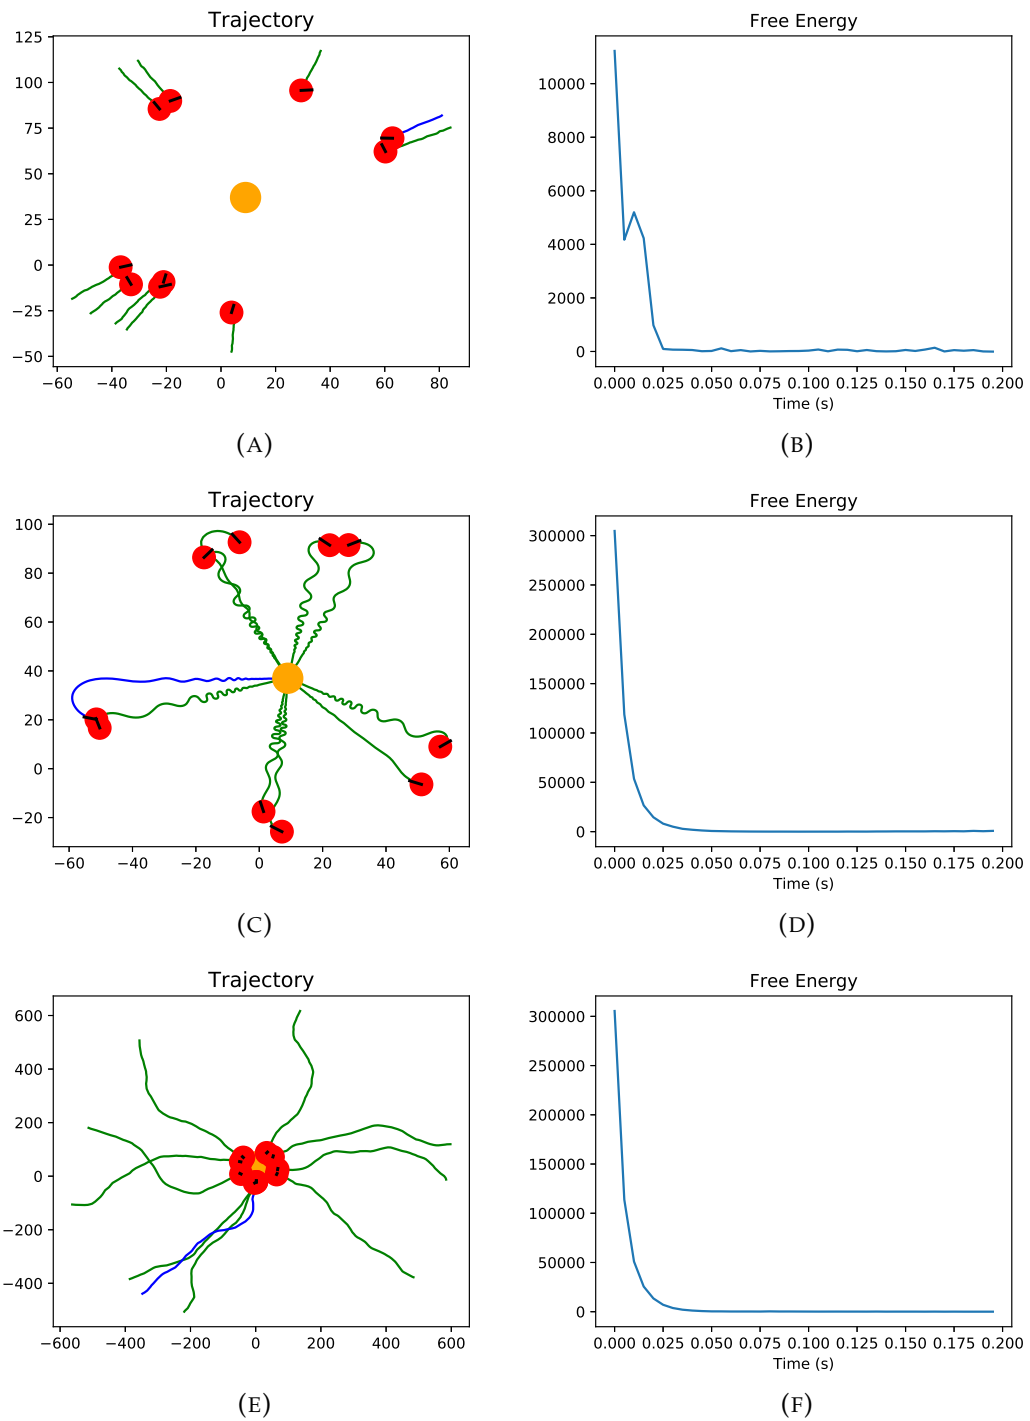 Trajectory
125
100
75
50
25
0
−25
−50
−60 −40 −20 0 20 40 60 80
(A)
Free Energy
10000
8000
6000
4000
2000
0
0.000 0.025 0.050 0.075 0.100 0.125 0.150 0.175 0.200
Time (s)
(B)
Trajectory
100
80
60
40
20
0
−20
−60 −40 −20 0 20 40 60
(C)
Free Energy
300000
250000
200000
150000
100000
50000
0
0.000 0.025 0.050 0.075 0.100 0.125 0.150 0.175 0.200
Time (s)
(D)
Trajectory
600
400
200
0
−200
−400
−600 −400 −200 0 200 400 600
(E)
Free Energy
300000
250000
200000
150000
100000
50000
0
0.000 0.025 0.050 0.075 0.100 0.125 0.150 0.175 0.200
Time (s)
(F)